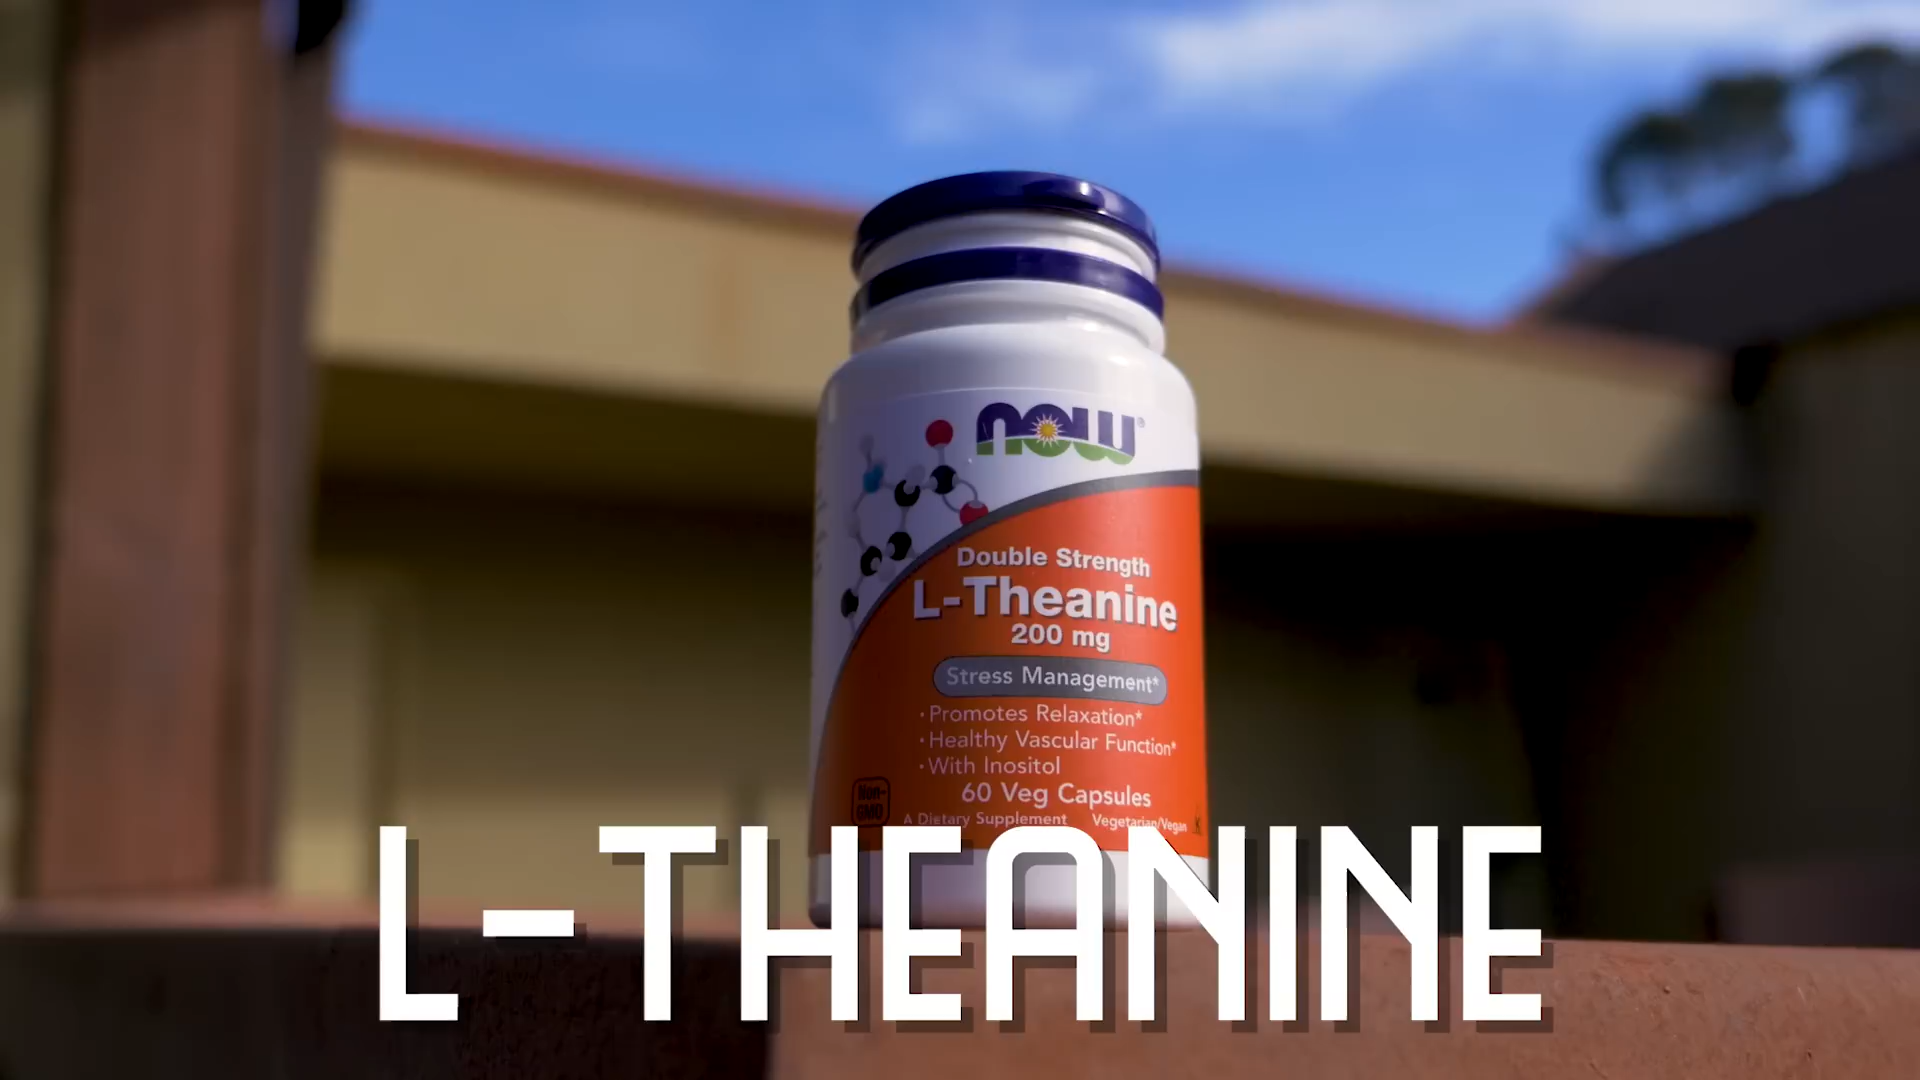 now®
Double Strength
L-Theanine
200 mg
Stress Management*
· Promotes Relaxation*
· Healthy Vascular Function*
· With Inositol
60 Veg Capsules
Non-
GMO
A Dietary Supplement Vegetarian/Vegan
L-THEANINE